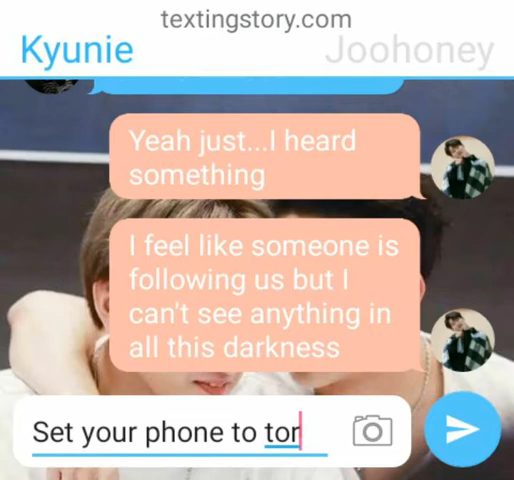 textingstory.com
Kyunie
Joohoney
Yeah just...I heard
something
I feel like someone is
following us but I
can't see anything in
all this darkness
Set your phone to tor